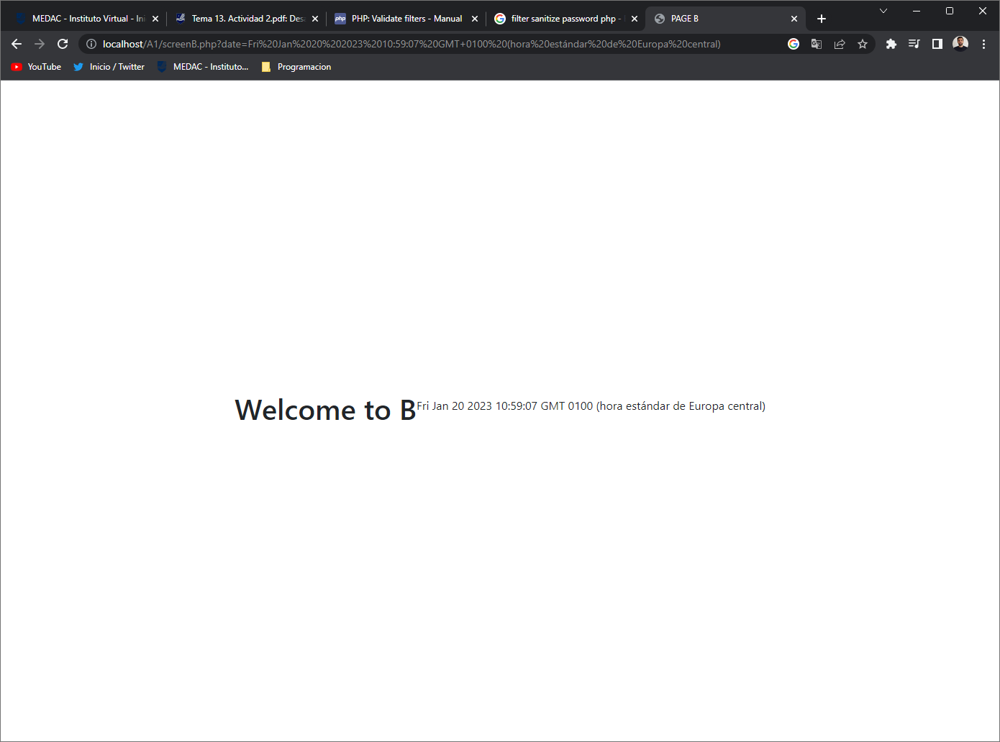 MEDAC - Instituto Virtual - Ini
Tema 13. Actividad 2.pdf: Desa
php
PHP: Validate filters - Manual
filter sanitize password php -
PAGE B
localhost/A1/screenB.php?date=Fri%20Jan%2020%202023%2010:59:07%20GMT+0100%20(hora%20estándar%20de%20Europa%20central)
YouTube
Inicio / Twitter
MEDAC - Instituto...
Programacion
Welcome to B
Fri Jan 20 2023 10:59:07 GMT 0100 (hora estándar de Europa central)